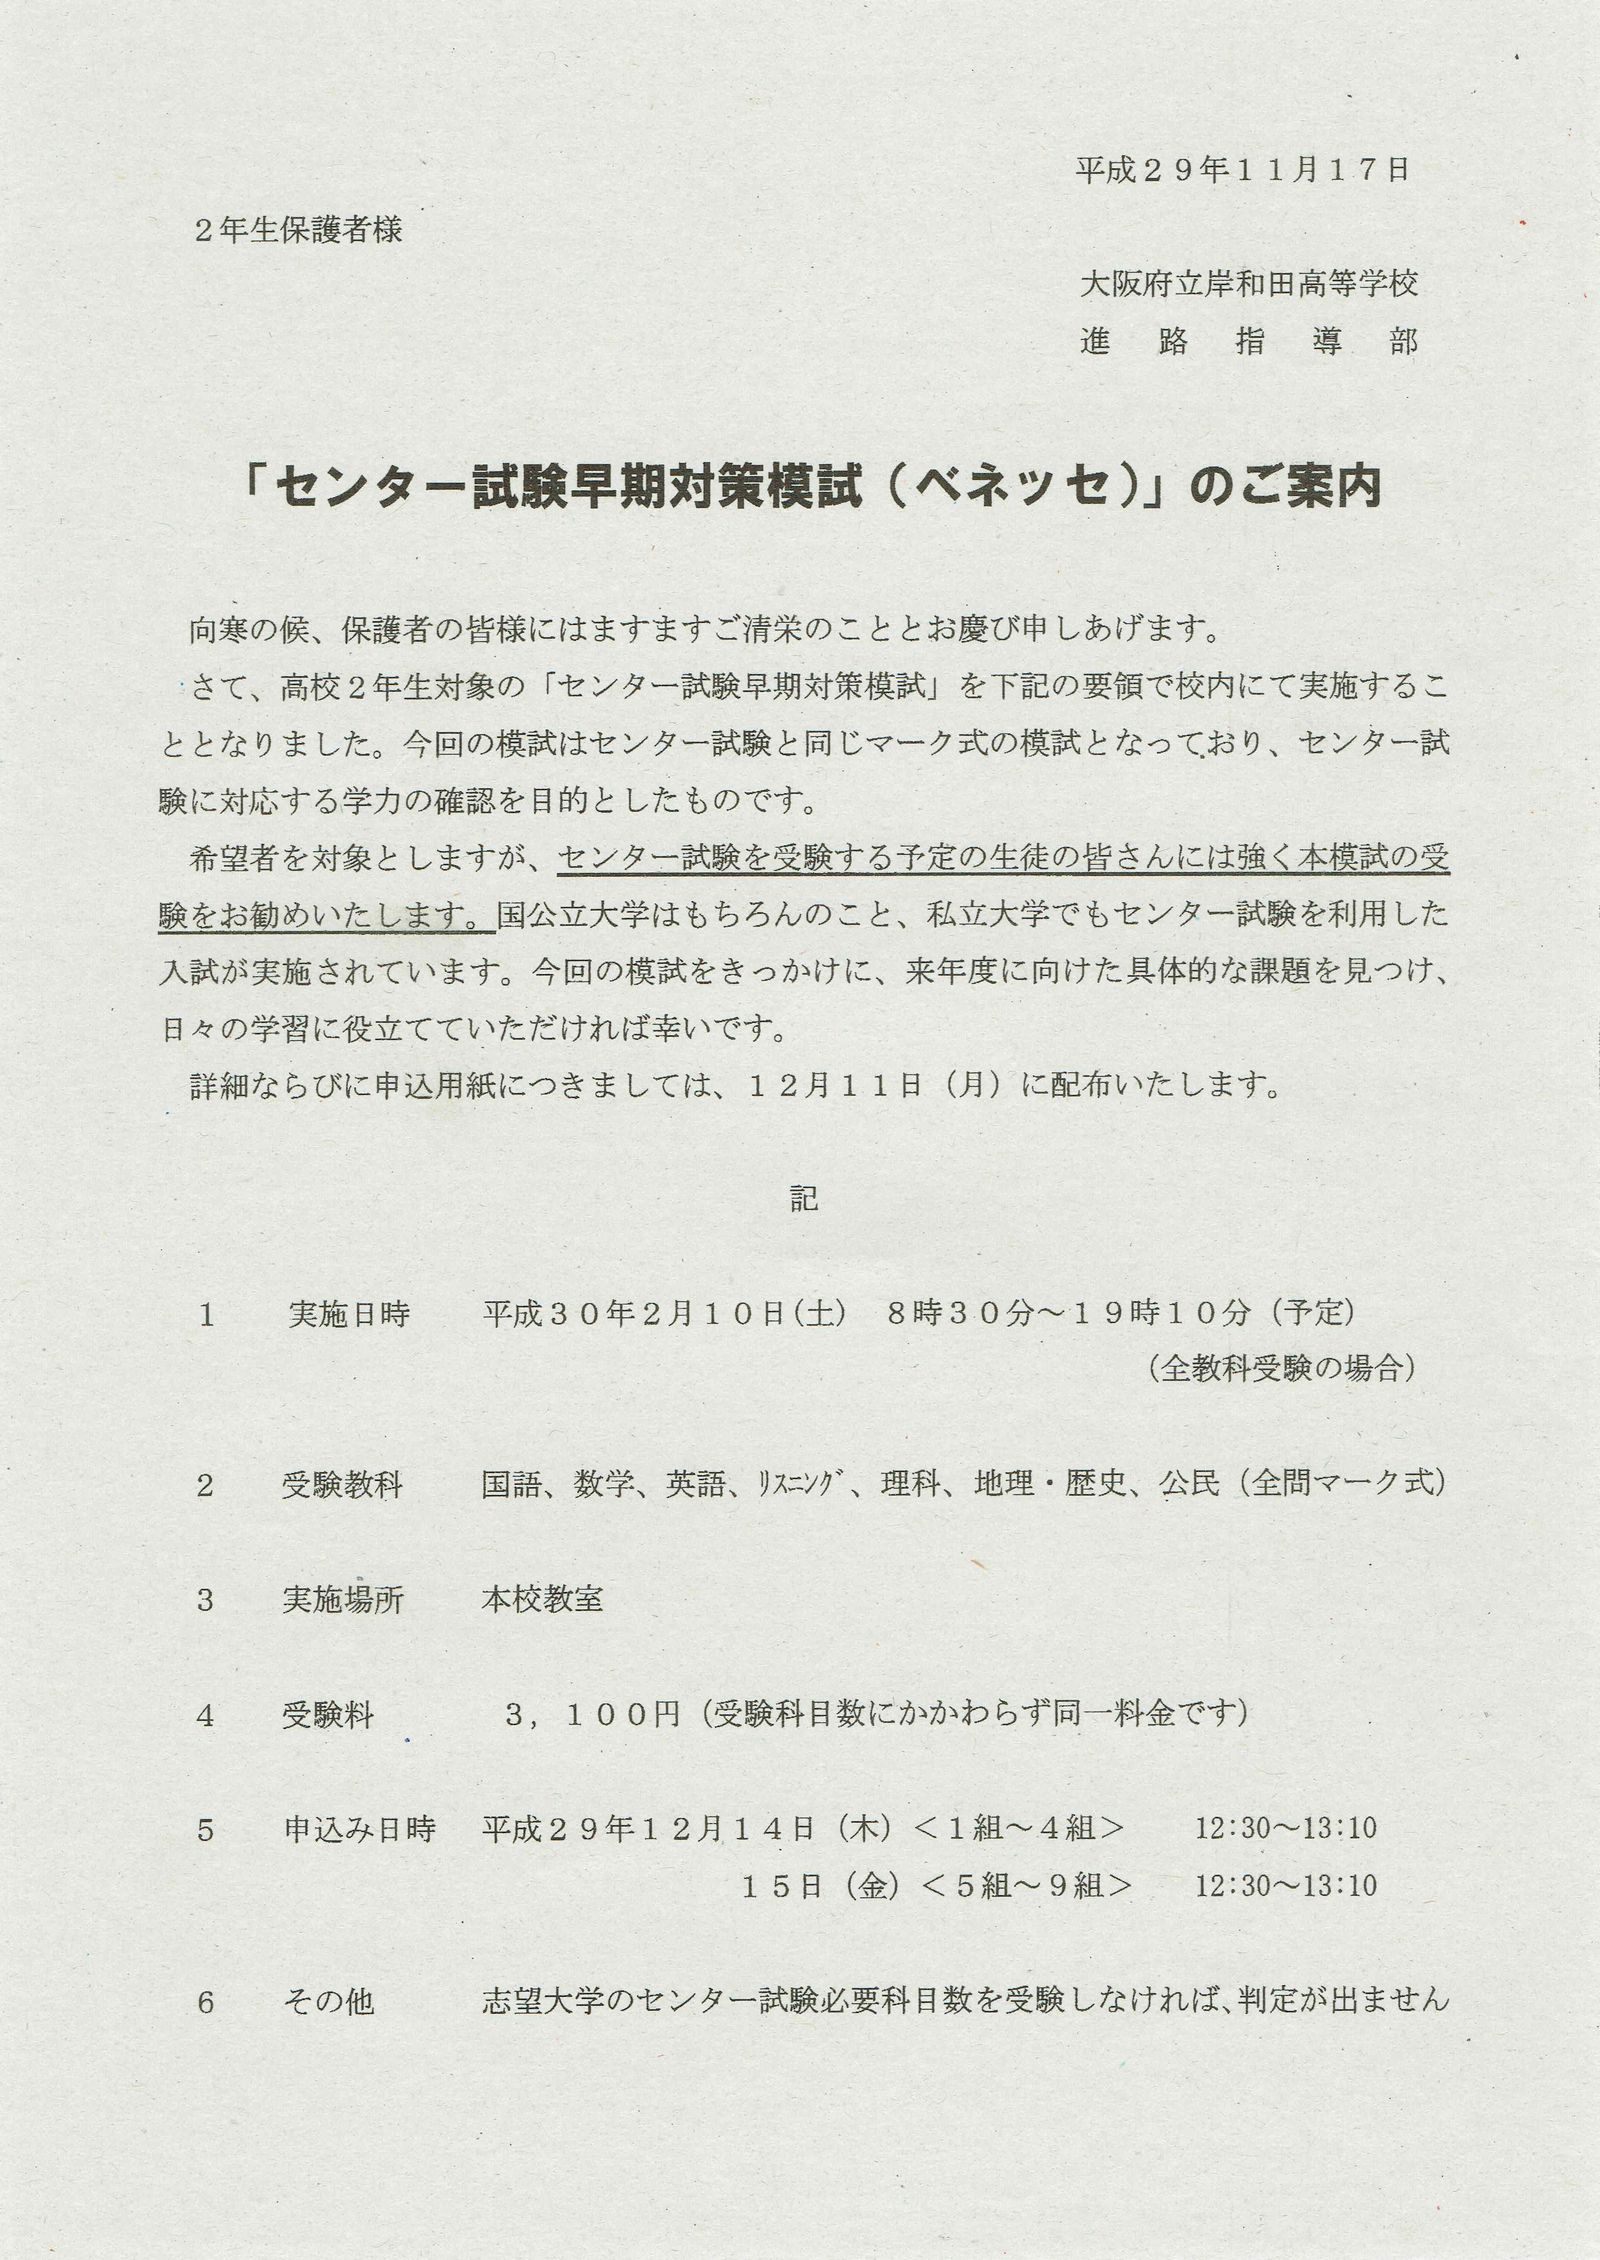 平成２９年１１月１７日
２年生保護者様
大阪府立岸和田高等学校
進　路　指　導　部
「センター試験早期対策模試（ベネッセ）」のご案内
向寒の候、保護者の皆様にはますますご清栄のこととお慶び申しあげます。
さて、高校２年生対象の「センター試験早期対策模試」を下記の要領で校内にて実施するこ
ととなりました。今回の模試はセンター試験と同じマーク式の模試となっており、センター試
験に対応する学力の確認を目的としたものです。
希望者を対象としますが、センター試験を受験する予定の生徒の皆さんには強く本模試の受
験をお勧めいたします。国公立大学はもちろんのこと、私立大学でもセンター試験を利用した
入試が実施されています。今回の模試をきっかけに、来年度に向けた具体的な課題を見つけ、
日々の学習に役立てていただければ幸いです。
詳細ならびに申込用紙につきましては、１２月１１日（月）に配布いたします。
記
１　実施日時　平成３０年２月１０日(土)　８時３０分～１９時１０分（予定）
（全教科受験の場合）
２　受験教科　国語、数学、英語、ﾘｽﾆﾝｸﾞ、理科、地理・歴史、公民（全問マーク式）
３　実施場所　本校教室
４　受験料　３，１００円（受験科目数にかかわらず同一料金です）
５　申込み日時　平成２９年１２月１４日（木）＜１組～４組＞　12:30～13:10
１５日（金）＜５組～９組＞　12:30～13:10
６　その他　志望大学のセンター試験必要科目数を受験しなければ､判定が出ません